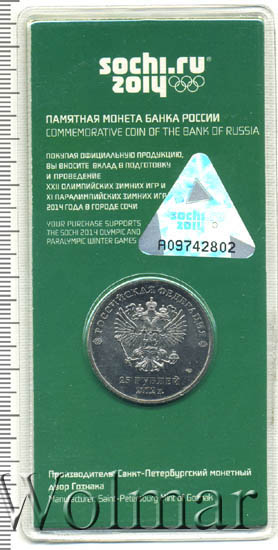 sochi.ru
2014
ПАМЯТНАЯ МОНЕТА БАНКА РОССИИ
COMMEMORATIVE COIN OF THE BANK OF RUSSIA
ПОКУПАЯ ОФИЦИАЛЬНУЮ ПРОДУКЦИЮ,
ВЫ ВНОСИТЕ ВКЛАД В ПОДГОТОВКУ
И ПРОВЕДЕНИЕ
XXII ОЛИМПИЙСКИХ ЗИМНИХ ИГР И
XI ПАРАЛИМПИЙСКИХ ЗИМНИХ ИГР
2014 ГОДА В ГОРОДЕ СОЧИ
YOUR PURCHASE SUPPORTS
THE SOCHI 2014 OLYMPIC AND
PARALYMPIC WINTER GAMES
sochi
2014
A09742802
РОССИЙСКАЯ ФЕДЕРАЦИЯ
25 РУБЛЕЙ
2012 г.
Производитель: Санкт-Петербургский монетный
двор Гознака
Manufacturer: Saint-Petersburg Mint of Goznak
Wolmar